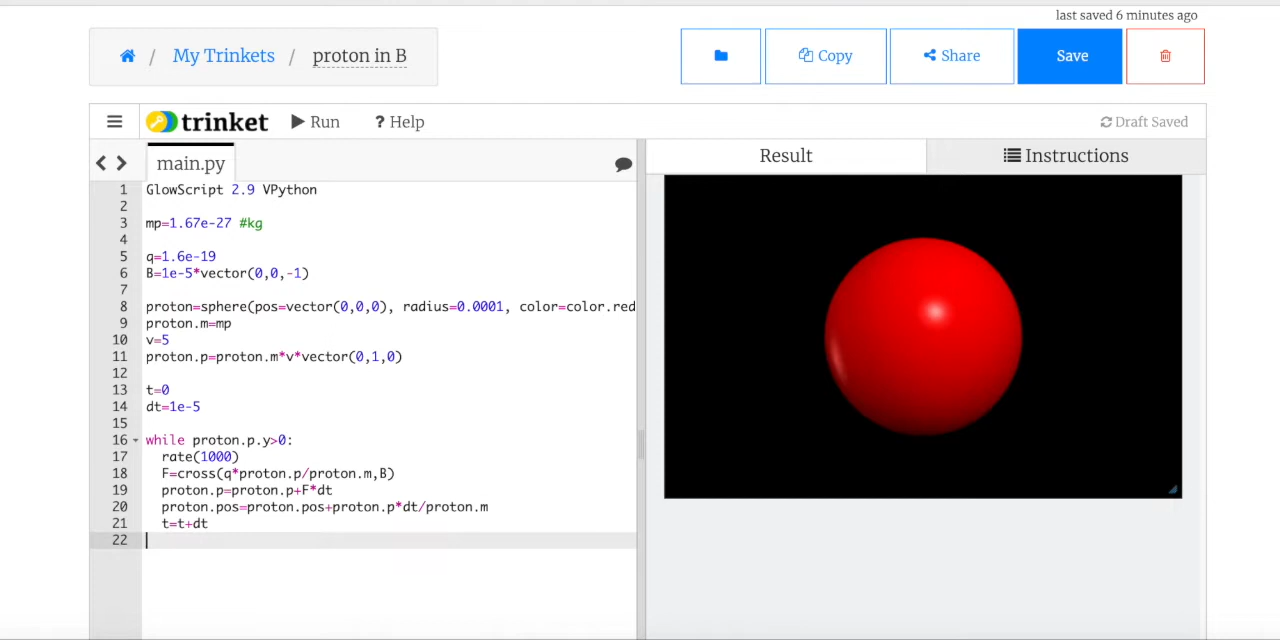 last saved 6 minutes ago
/ My Trinkets / proton in B
Copy
Share
Save
trinket
Run
? Help
Draft Saved
main.py
Result
Instructions
1 GlowScript 2.9 VPython
2
3 mp=1.67e-27 #kg
4
5 q=1.6e-19
6 B=1e-5*vector(0,0,-1)
7
8 proton=sphere(pos=vector(0,0,0), radius=0.0001, color=color.red
9 proton.m=mp
10 v=5
11 proton.p=proton.m*v*vector(0,1,0)
12
13 t=0
14 dt=1e-5
15
16 while proton.p.y>0:
17 rate(1000)
18 F=cross(q*proton.p/proton.m,B)
19 proton.p=proton.p+F*dt
20 proton.pos=proton.pos+proton.p*dt/proton.m
21 t=t+dt
22